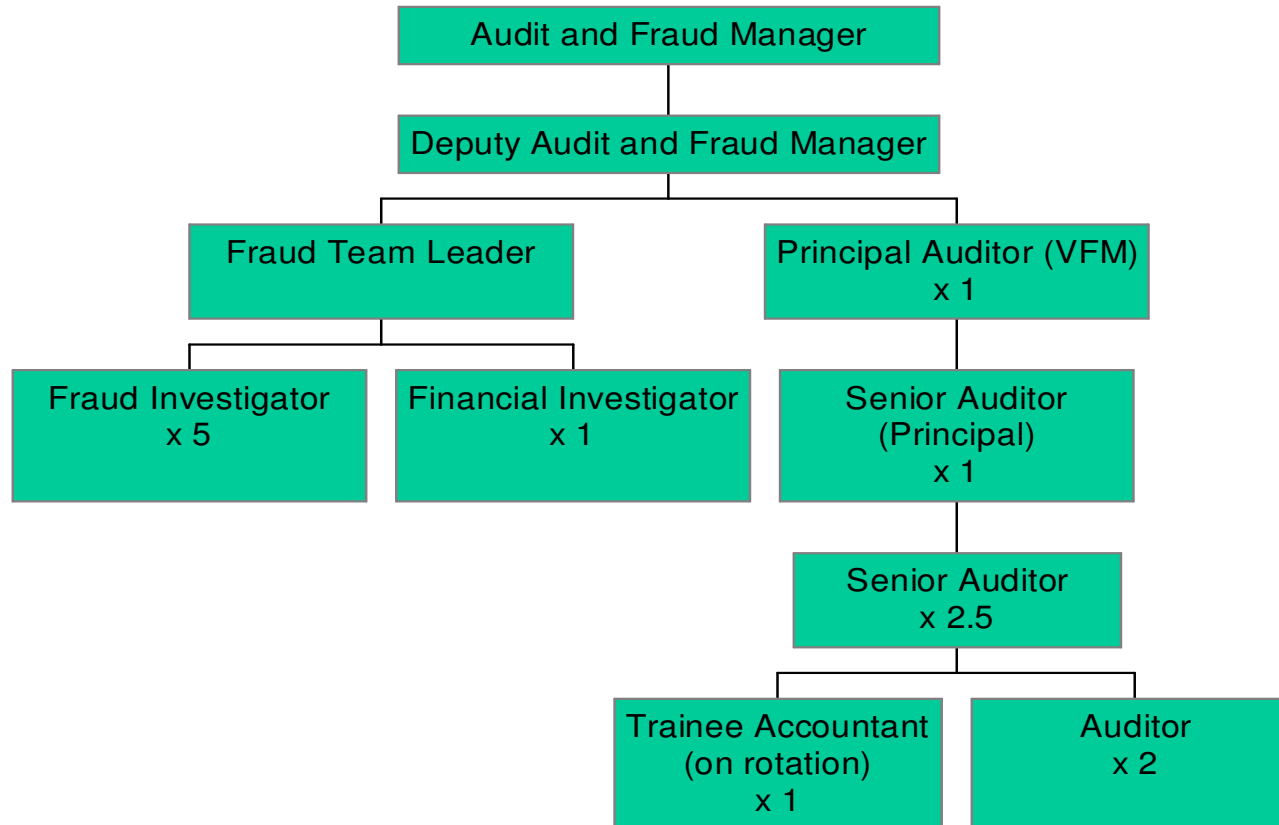 Audit and Fraud Manager
Deputy Audit and Fraud Manager
Fraud Team Leader
Principal Auditor (VFM)
x 1
Fraud Investigator
x 5
Financial Investigator
x 1
Senior Auditor
(Principal)
x 1
Senior Auditor
x 2.5
Trainee Accountant
(on rotation)
x 1
Auditor
x 2